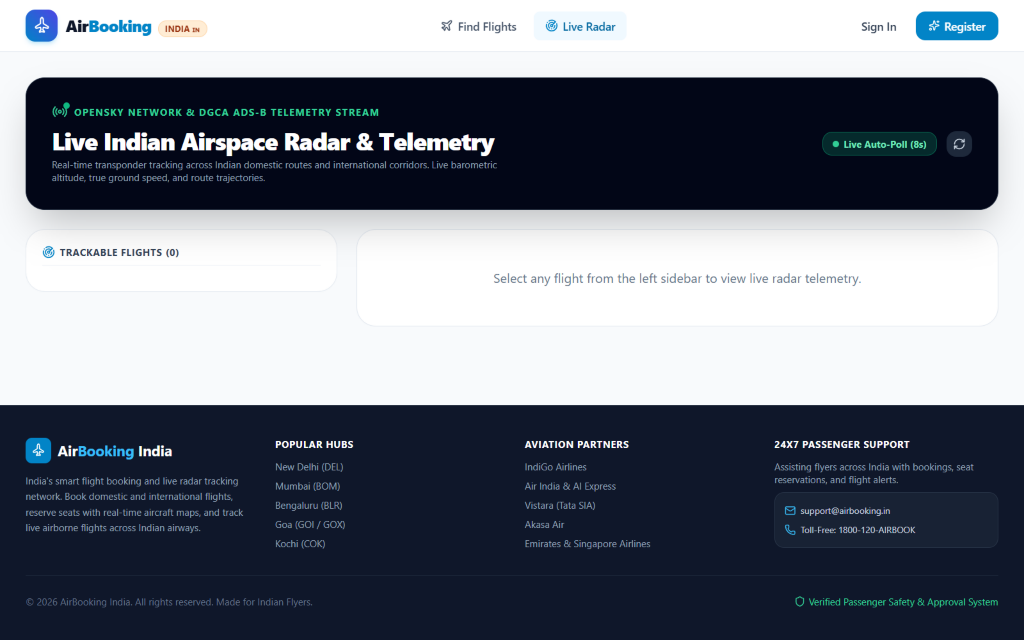 AirBooking INDIA IN
Find Flights
Live Radar
Sign In
Register
OPENSKY NETWORK & DGCA ADS-B TELEMETRY STREAM
Live Indian Airspace Radar & Telemetry
Real-time transponder tracking across Indian domestic routes and international corridors. Live barometric
altitude, true ground speed, and route trajectories.
Live Auto-Poll (8s)
TRACKABLE FLIGHTS (0)
Select any flight from the left sidebar to view live radar telemetry.
AirBooking India
India's smart flight booking and live radar tracking
network. Book domestic and international flights,
reserve seats with real-time aircraft maps, and track
live airborne flights across Indian airways.
POPULAR HUBS
New Delhi (DEL)
Mumbai (BOM)
Bengaluru (BLR)
Goa (GOI / GOX)
Kochi (COK)
AVIATION PARTNERS
IndiGo Airlines
Air India & AI Express
Vistara (Tata SIA)
Akasa Air
Emirates & Singapore Airlines
24X7 PASSENGER SUPPORT
Assisting flyers across India with bookings, seat
reservations, and flight alerts.
support@airbooking.in
Toll-Free: 1800-120-AIRBOOK
© 2026 AirBooking India. All rights reserved. Made for Indian Flyers.
Verified Passenger Safety & Approval System